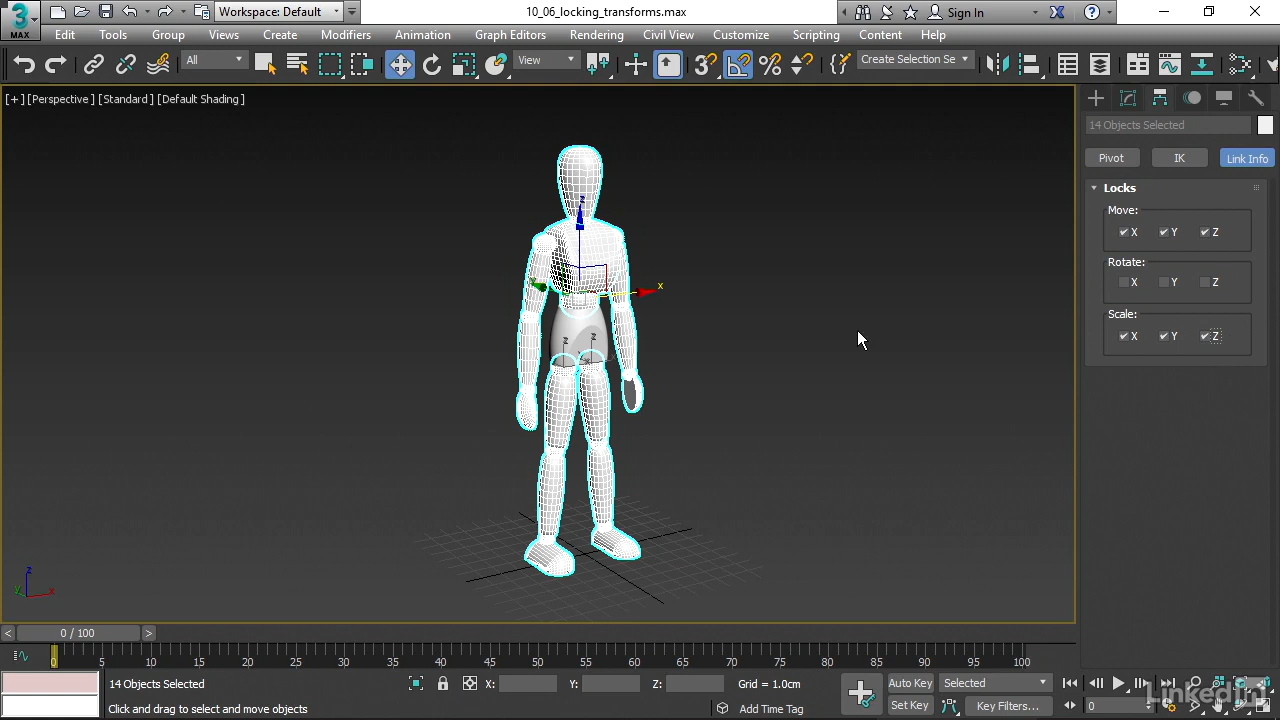 3
MAX
Workspace: Default
10_06_locking_transforms.max
Sign In
Edit Tools Group Views Create Modifiers Animation Graph Editors Rendering Civil View Customize Scripting Content Help
All
View
3
Create Selection Se
[+] [Perspective] [Standard] [Default Shading]
14 Objects Selected
Pivot IK Link Info
Locks
Move:
X Y Z
Rotate:
X Y Z
Scale:
X Y Z
z
x
y
z z
x
z
y x
< 0 / 100 >
0 5 10 15 20 25 30 35 40 45 50 55 60 65 70 75 80 85 90 95 100
14 Objects Selected X: Y: Z: Grid = 1.0cm Auto Key Selected
Click and drag to select and move objects Add Time Tag Set Key Key Filters... 0
LinkedIn